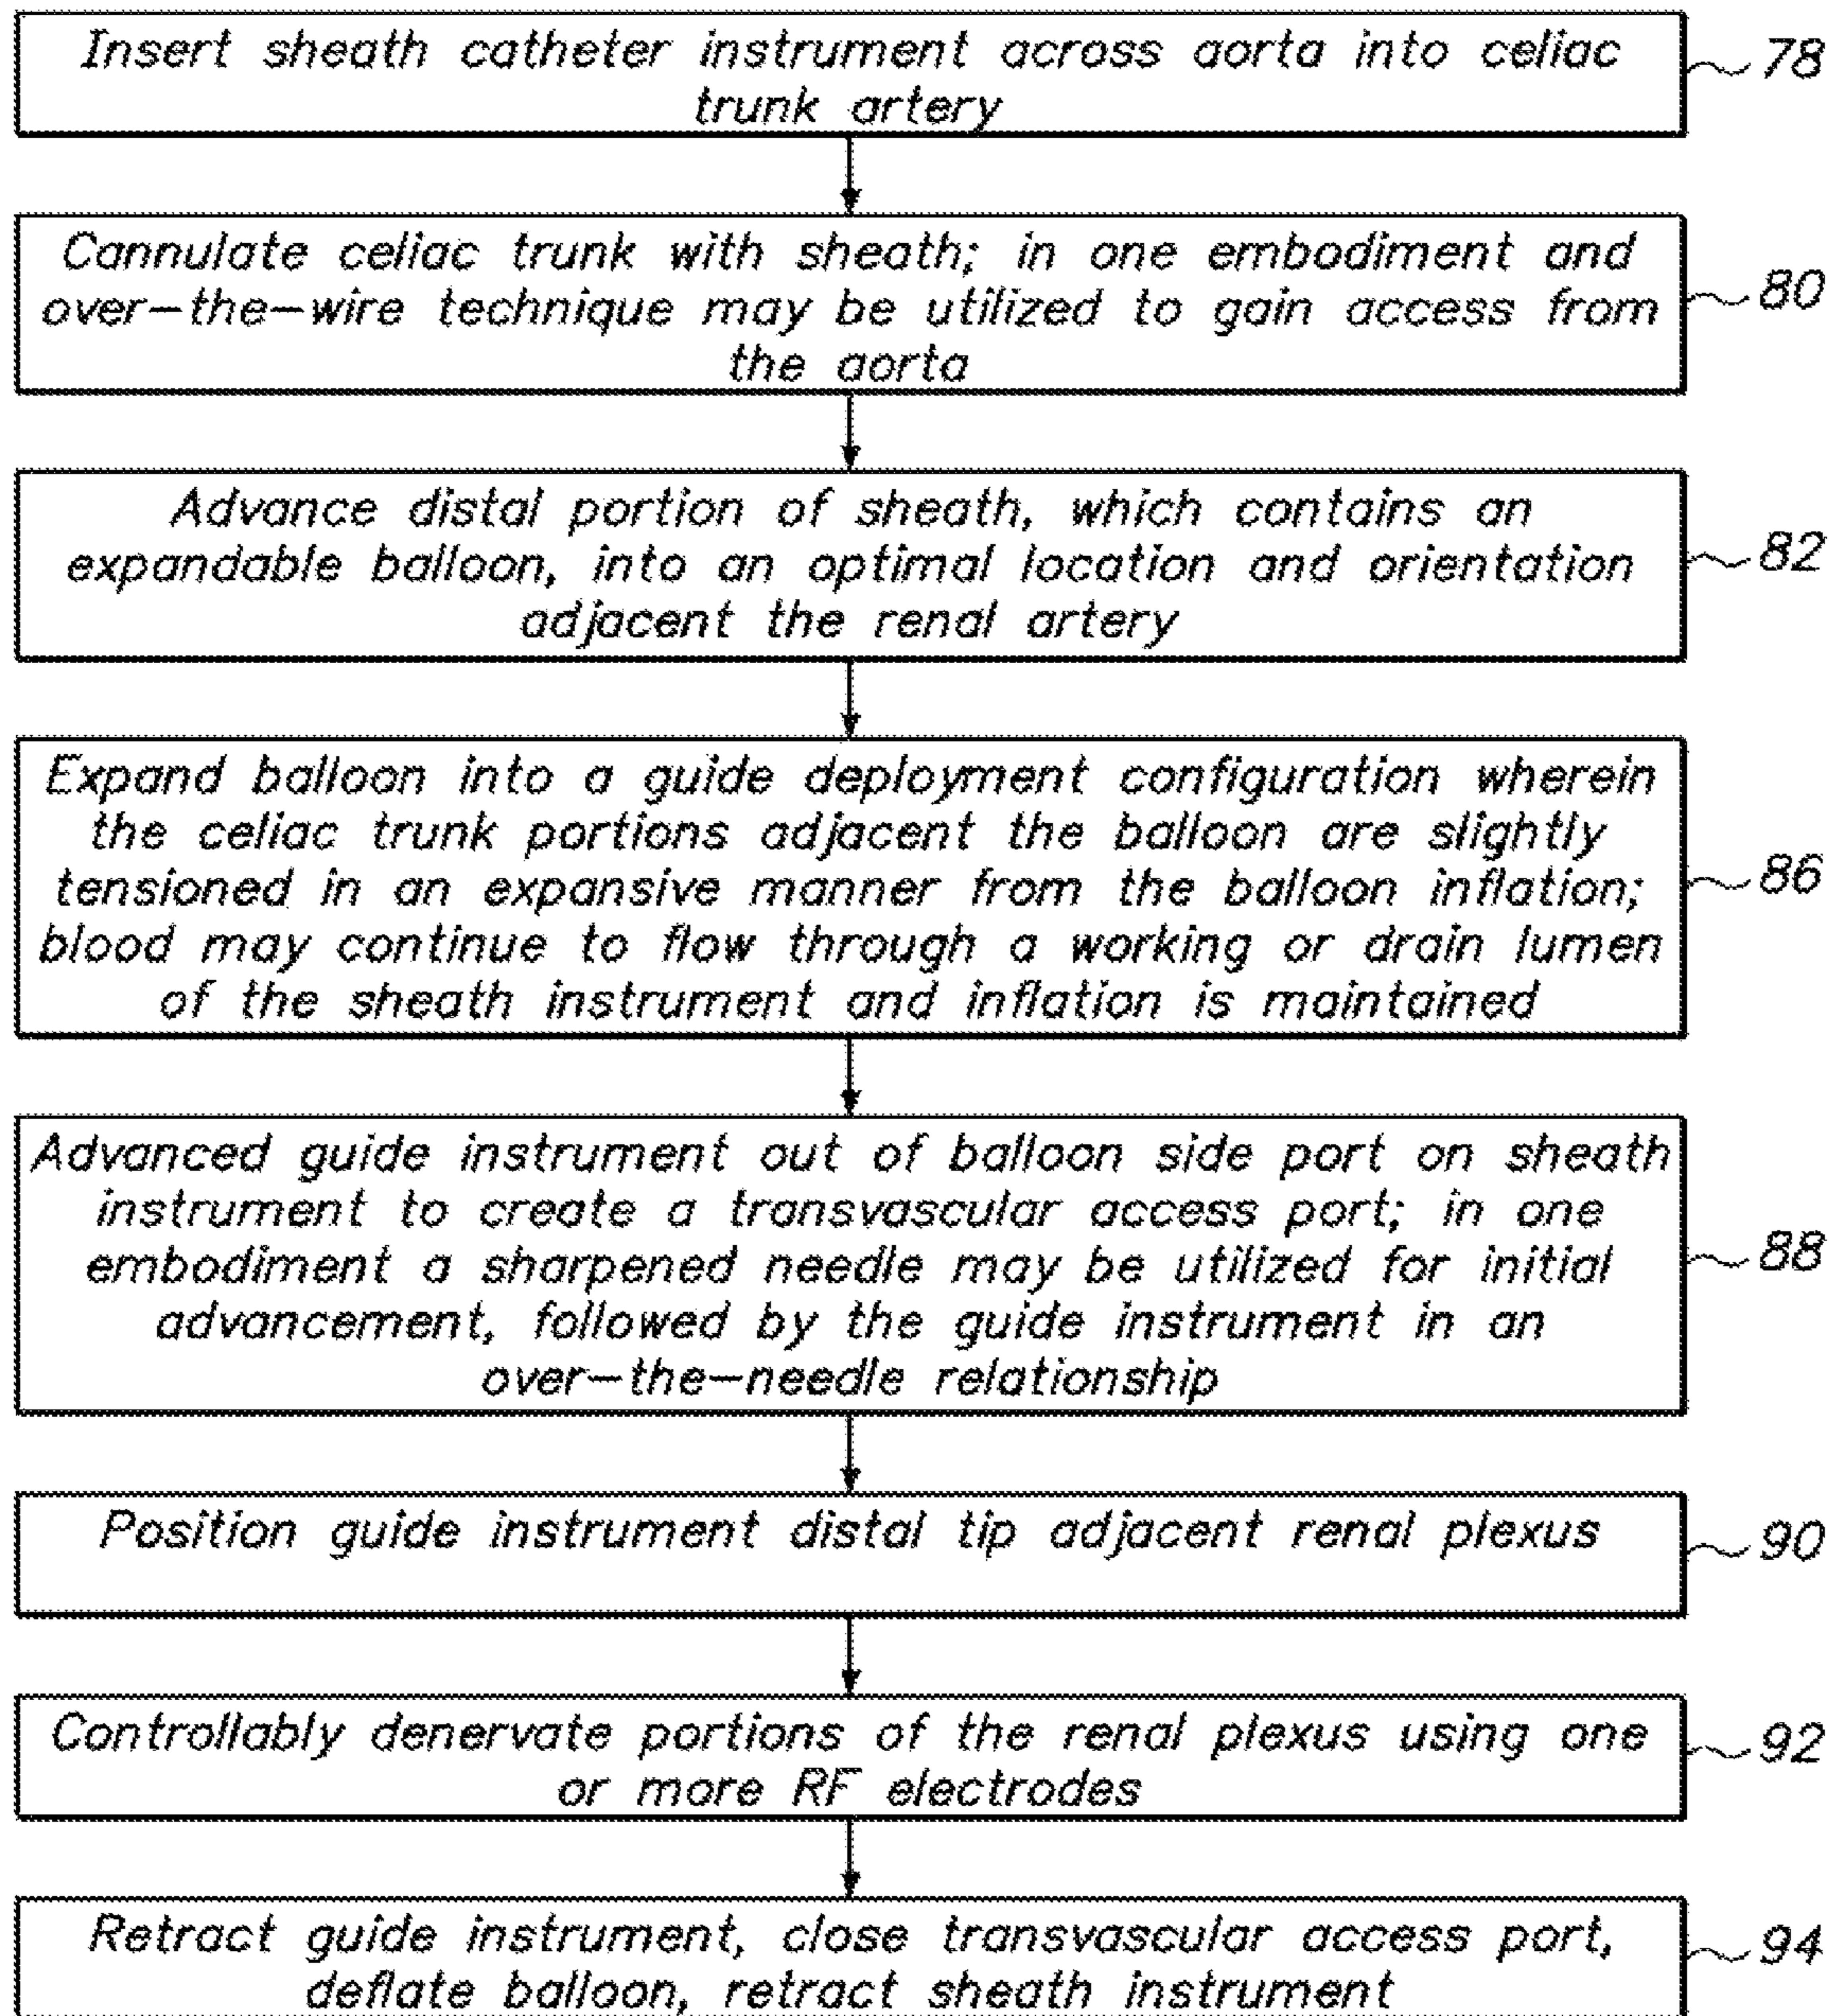 Insert sheath catheter instrument across aorta into celiac
trunk artery
78
Cannulate celiac trunk with sheath; in one embodiment and
over-the-wire technique may be utilized to gain access from
the aorta
80
Advance distal portion of sheath, which contains an
expandable balloon, into an optimal location and orientation
adjacent the renal artery
82
Expand balloon into a guide deployment configuration wherein
the celiac trunk portions adjacent the balloon are slightly
tensioned in an expansive manner from the balloon inflation;
blood may continue to flow through a working or drain lumen
of the sheath instrument and inflation is maintained
86
Advanced guide instrument out of balloon side port on sheath
instrument to create a transvascular access port; in one
embodiment a sharpened needle may be utilized for initial
advancement, followed by the guide instrument in an
over-the-needle relationship
88
Position guide instrument distal tip adjacent renal plexus
90
Controllably denervate portions of the renal plexus using one
or more RF electrodes
92
Retract guide instrument, close transvascular access port,
deflate balloon, retract sheath instrument
94